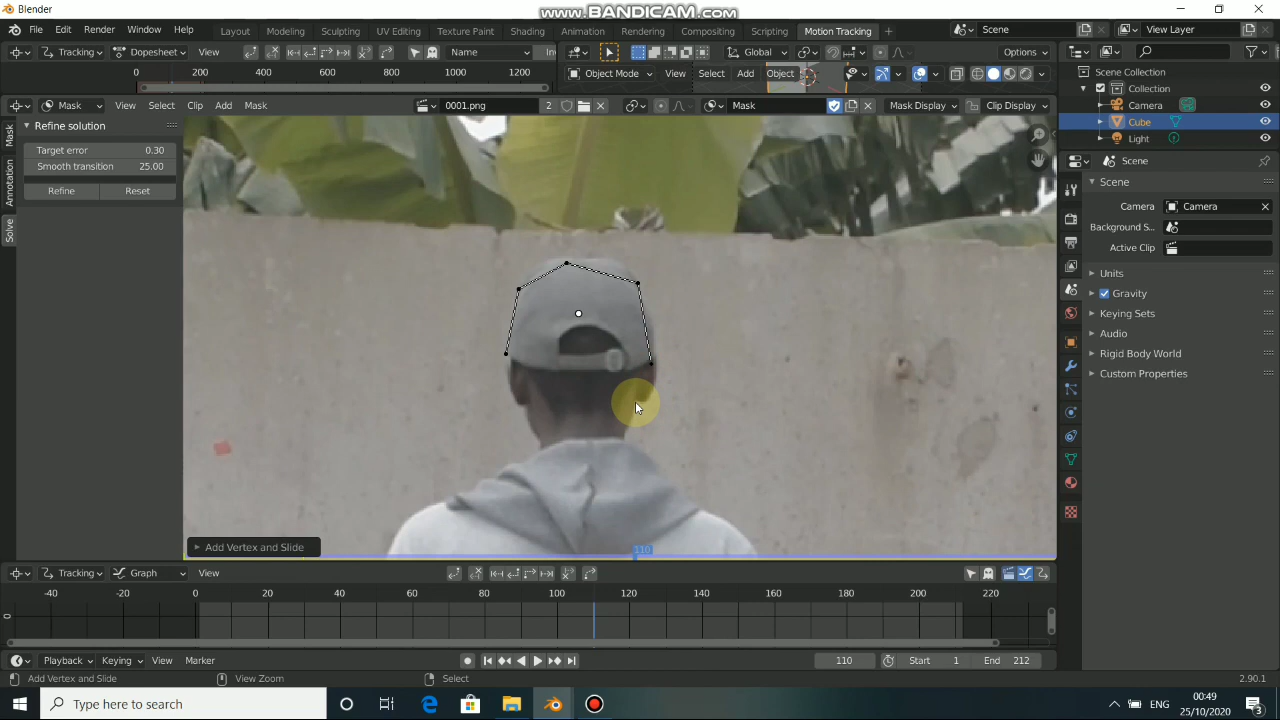 Blender
www.BANDICAM.com
File Edit Render Window Help
Layout Modeling Sculpting UV Editing Texture Paint Shading Animation Rendering Compositing Scripting Motion Tracking
Scene
View Layer
Tracking Dopesheet View Name In
Global Options
0 200 400 600 800 1000 1200
Object Mode View Select Add Object
Scene Collection
Collection
Camera
Cube
Light
Mask View Select Clip Add Mask 0001.png 2 Mask Mask Display Clip Display
Refine solution
Target error 0.30
Smooth transition 25.00
Refine Reset
Mask
Annotation
Solve
Scene
Scene
Camera Camera
Background S...
Active Clip
Units
Gravity
Keying Sets
Audio
Rigid Body World
Custom Properties
Add Vertex and Slide
110
Tracking Graph View
-40 -20 0 20 40 60 80 100 120 140 160 180 200 220
0
Playback Keying View Marker 110 Start 1 End 212
Add Vertex and Slide View Zoom Select 2.90.1
Type here to search
ENG
00:49
25/10/2020
3